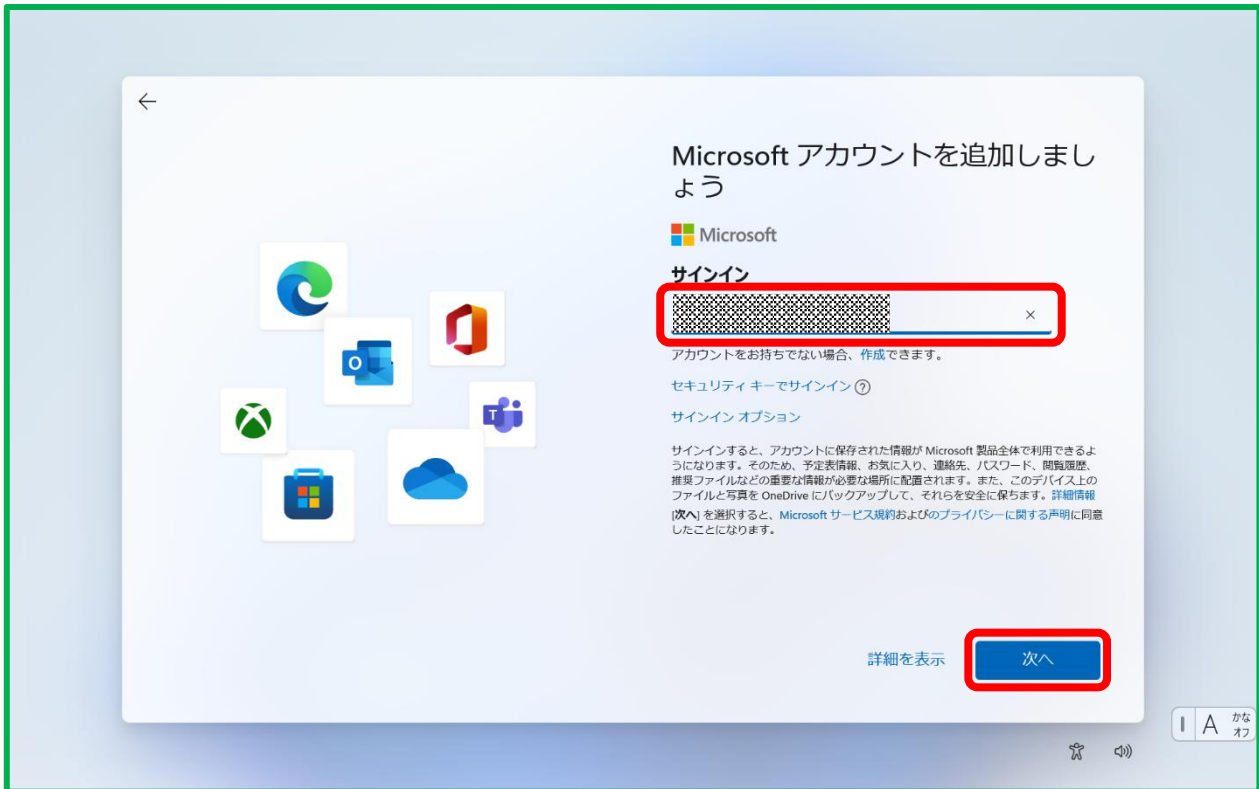 Microsoft アカウントを追加しまし
ょう
Microsoft
サインイン
アカウントをお持ちでない場合、作成できます。
セキュリティ キーでサインイン
サインイン オプション
サインインすると、アカウントに保存された情報が Microsoft 製品全体で利用できるよ
うになります。そのため、予定表情報、お気に入り、連絡先、パスワード、閲覧履歴、
推奨ファイルなどの重要な情報が必要な場所に配置されます。また、このデバイス上の
ファイルと写真を OneDrive にバックアップして、それらを安全に保ちます。詳細情報
[次へ] を選択すると、Microsoft サービス規約およびのプライバシーに関する声明に同意
したことになります。
詳細を表示
次へ
A かな
オフ